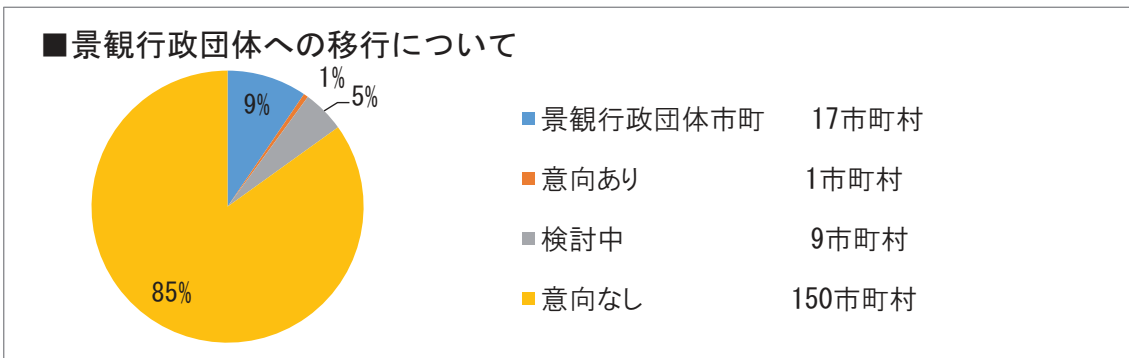 ■景観行政団体への移行について
1%
9%
5%
85%
景観行政団体市町 17市町村
意向あり 1市町村
検討中 9市町村
意向なし 150市町村